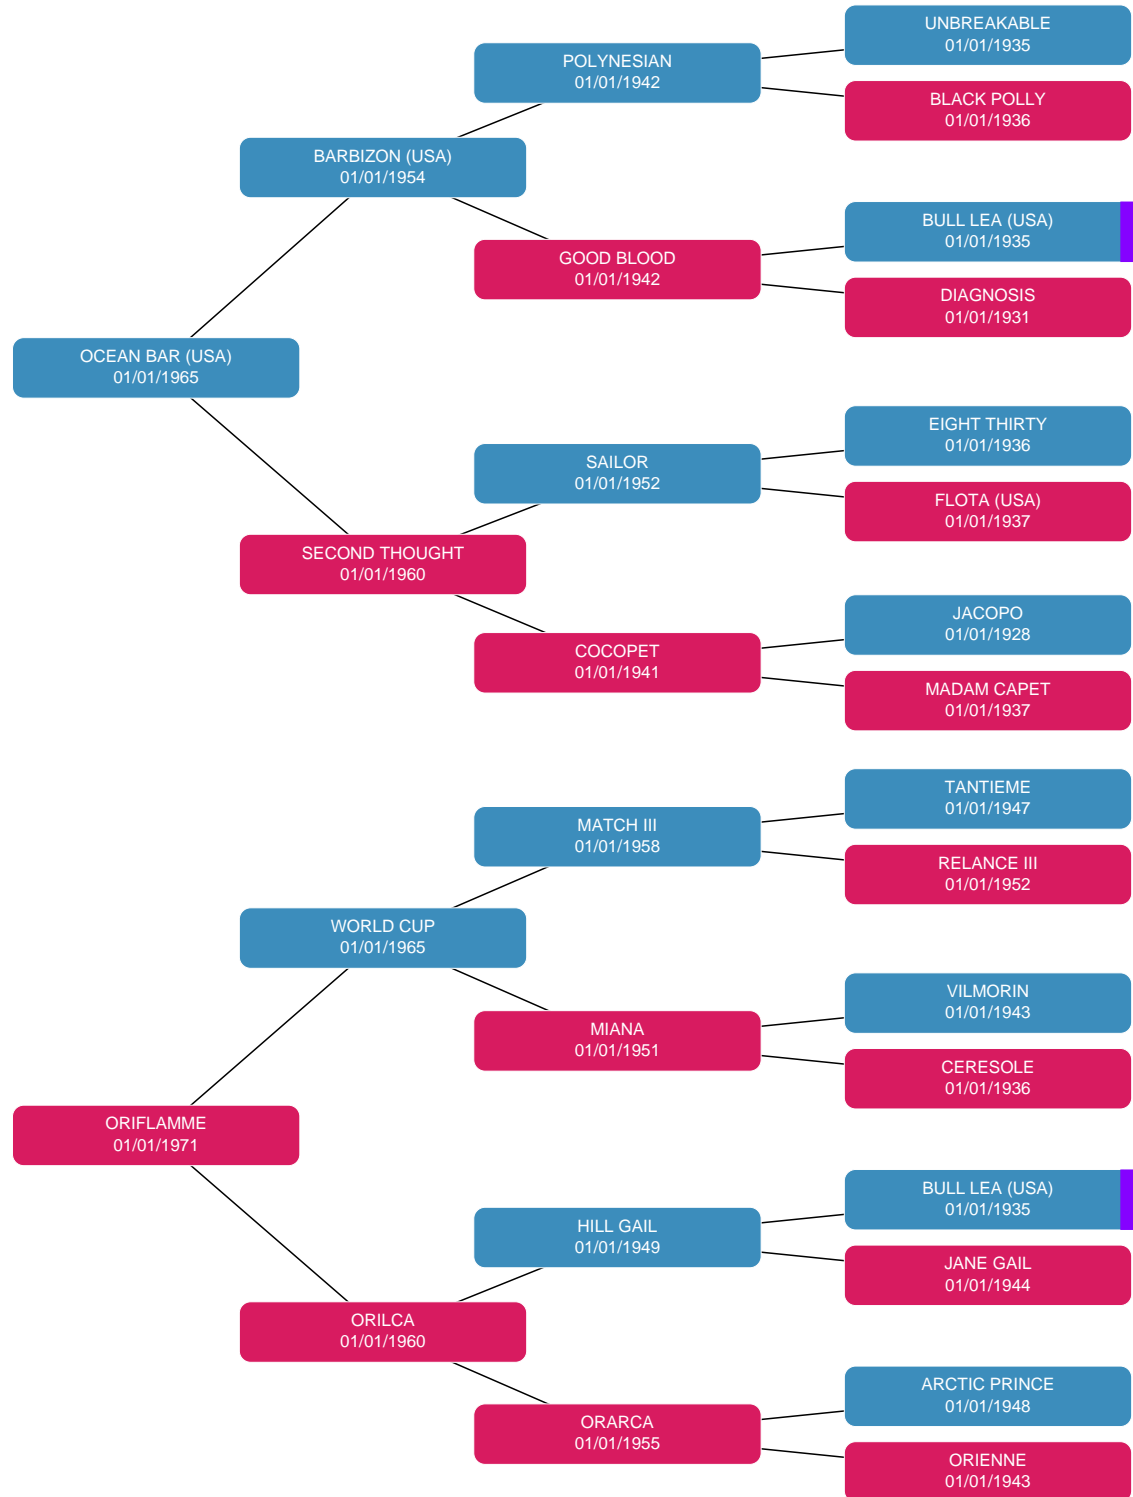 UNBREAKABLE
01/01/1935
POLYNESIAN
01/01/1942
BLACK POLLY
01/01/1936
BARBIZON (USA)
01/01/1954
BULL LEA (USA)
01/01/1935
GOOD BLOOD
01/01/1942
DIAGNOSIS
01/01/1931
OCEAN BAR (USA)
01/01/1965
EIGHT THIRTY
01/01/1936
SAILOR
01/01/1952
FLOTA (USA)
01/01/1937
SECOND THOUGHT
01/01/1960
JACOPO
01/01/1928
COCOPET
01/01/1941
MADAM CAPET
01/01/1937
TANTIEME
01/01/1947
MATCH III
01/01/1958
RELANCE III
01/01/1952
WORLD CUP
01/01/1965
VILMORIN
01/01/1943
MIANA
01/01/1951
CERESOLE
01/01/1936
ORIFLAMME
01/01/1971
BULL LEA (USA)
01/01/1935
HILL GAIL
01/01/1949
JANE GAIL
01/01/1944
ORILCA
01/01/1960
ARCTIC PRINCE
01/01/1948
ORARCA
01/01/1955
ORIENNE
01/01/1943